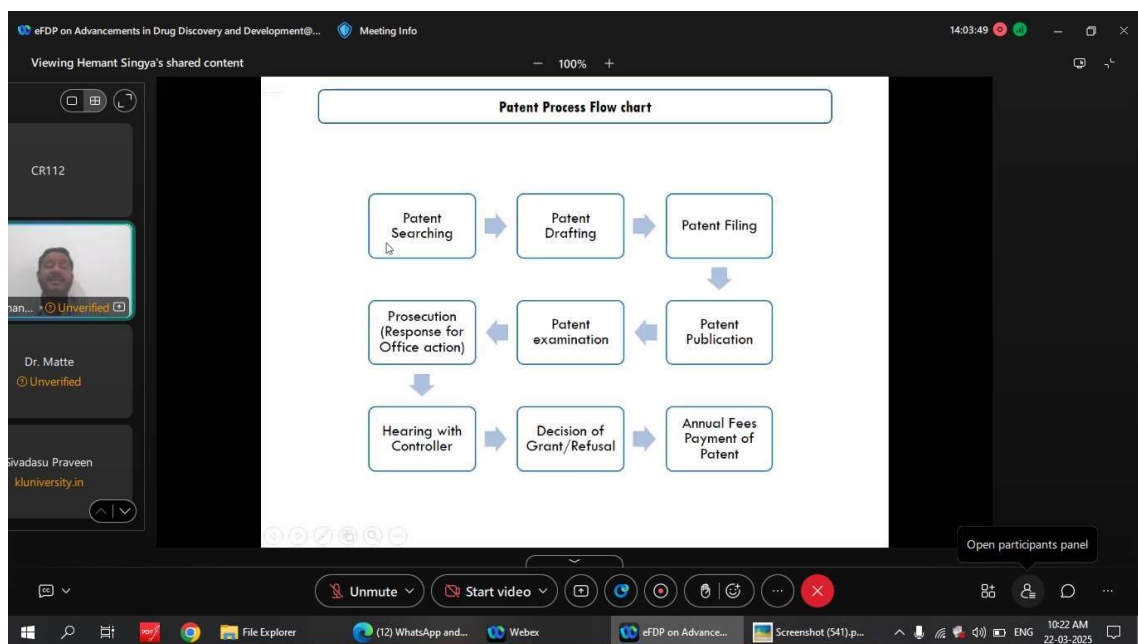 eFDP on Advancements in Drug Discovery and Development@...
Meeting Info
14:03:49
Viewing Hemant Singya's shared content
100%
CR112
Unverified
Dr. Matte
Unverified
Sivadasu Praveen
kluniversity.in
Patent Process Flow chart
Patent
Searching
Patent
Drafting
Patent Filing
Patent
Publication
Patent
examination
Prosecution
(Response for
Office action)
Hearing with
Controller
Decision of
Grant/Refusal
Annual Fees
Payment of
Patent
Open participants panel
Unmute
Start video
File Explorer
(12) WhatsApp and...
Webex
eFDP on Advance...
Screenshot (541).p...
ENG
10:22 AM
22-03-2025